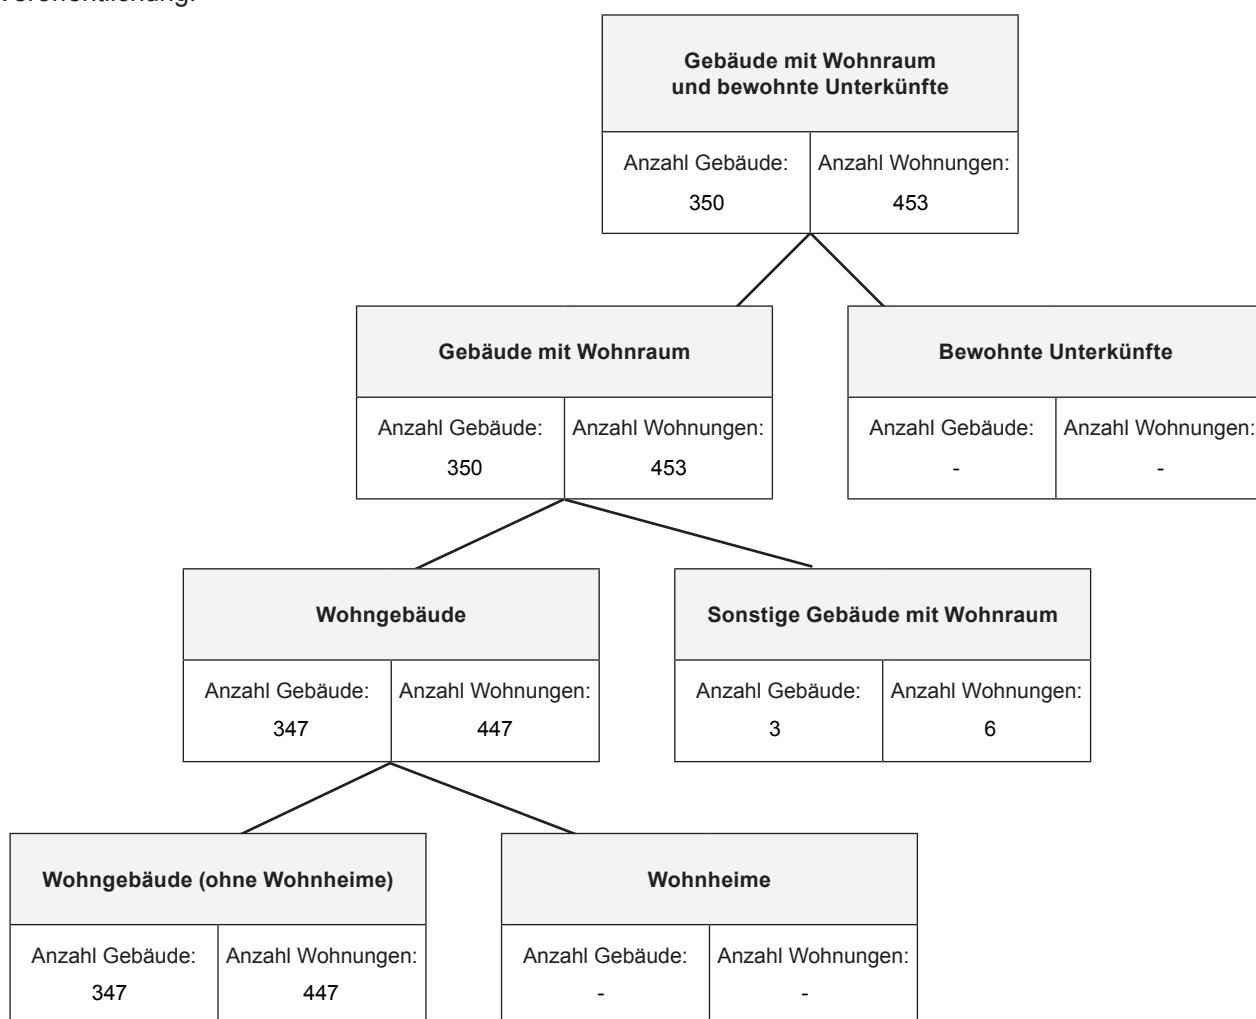 Veröffentlichung.
Gebäude mit Wohnraum
und bewohnte Unterkünfte
Anzahl Gebäude: Anzahl Wohnungen:
350 453
Gebäude mit Wohnraum
Anzahl Gebäude: Anzahl Wohnungen:
350 453
Bewohnte Unterkünfte
Anzahl Gebäude: Anzahl Wohnungen:
- -
Wohngebäude
Anzahl Gebäude: Anzahl Wohnungen:
347 447
Sonstige Gebäude mit Wohnraum
Anzahl Gebäude: Anzahl Wohnungen:
3 6
Wohngebäude (ohne Wohnheime)
Anzahl Gebäude: Anzahl Wohnungen:
347 447
Wohnheime
Anzahl Gebäude: Anzahl Wohnungen:
- -